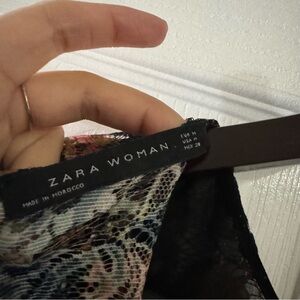 ZARA WOMAN
MADE IN MOROCCO
EUR M
USA M
MEX 28